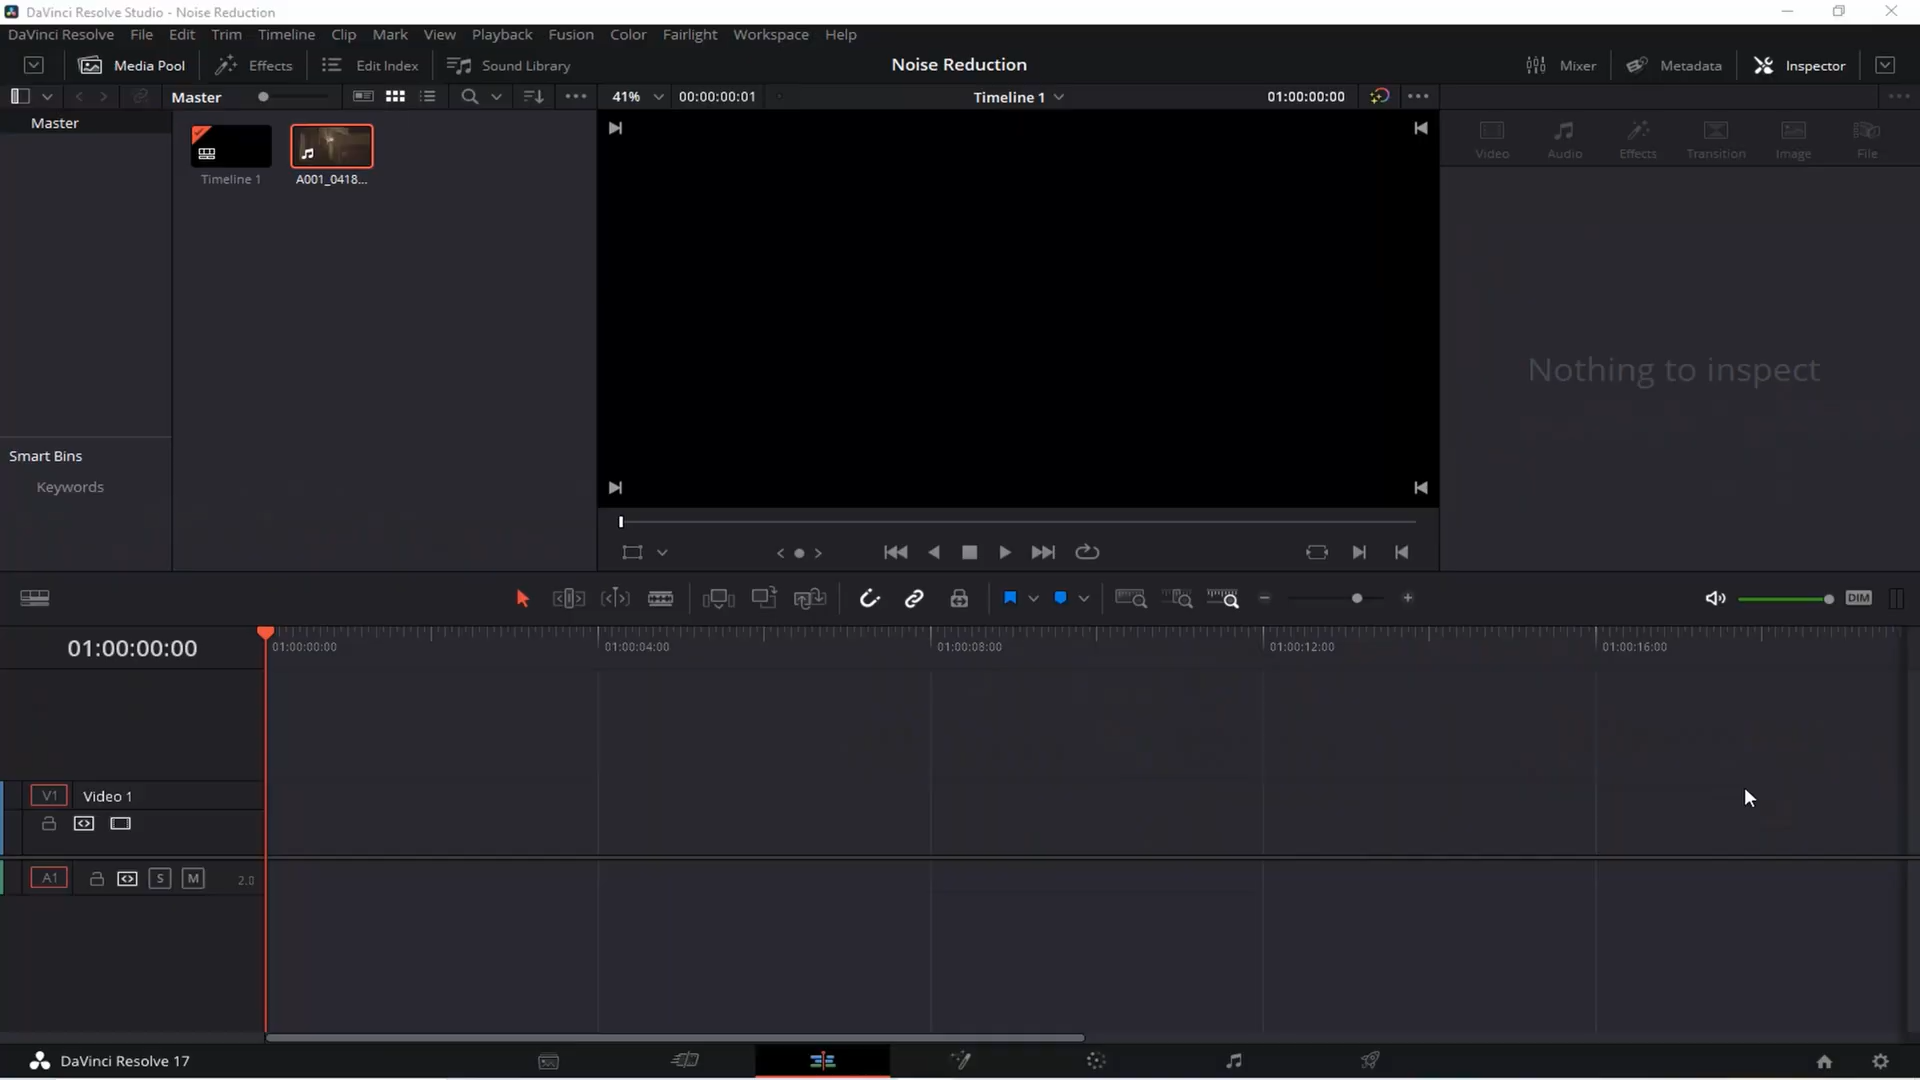 DaVinci Resolve Studio - Noise Reduction
DaVinci Resolve File Edit Trim Timeline Clip Mark View Playback Fusion Color Fairlight Workspace Help
Media Pool Effects Edit Index Sound Library Noise Reduction Mixer Metadata Inspector
Master 41% 00:00:00:01 Timeline 1 01:00:00:00
Master
Timeline 1 A001_0418...
Video Audio Effects Transition Image File
Nothing to inspect
Smart Bins
Keywords
DIM
01:00:00:00
01:00:00:00 01:00:04:00 01:00:08:00 01:00:12:00 01:00:16:00
V1 Video 1
A1 S M 2.0
DaVinci Resolve 17